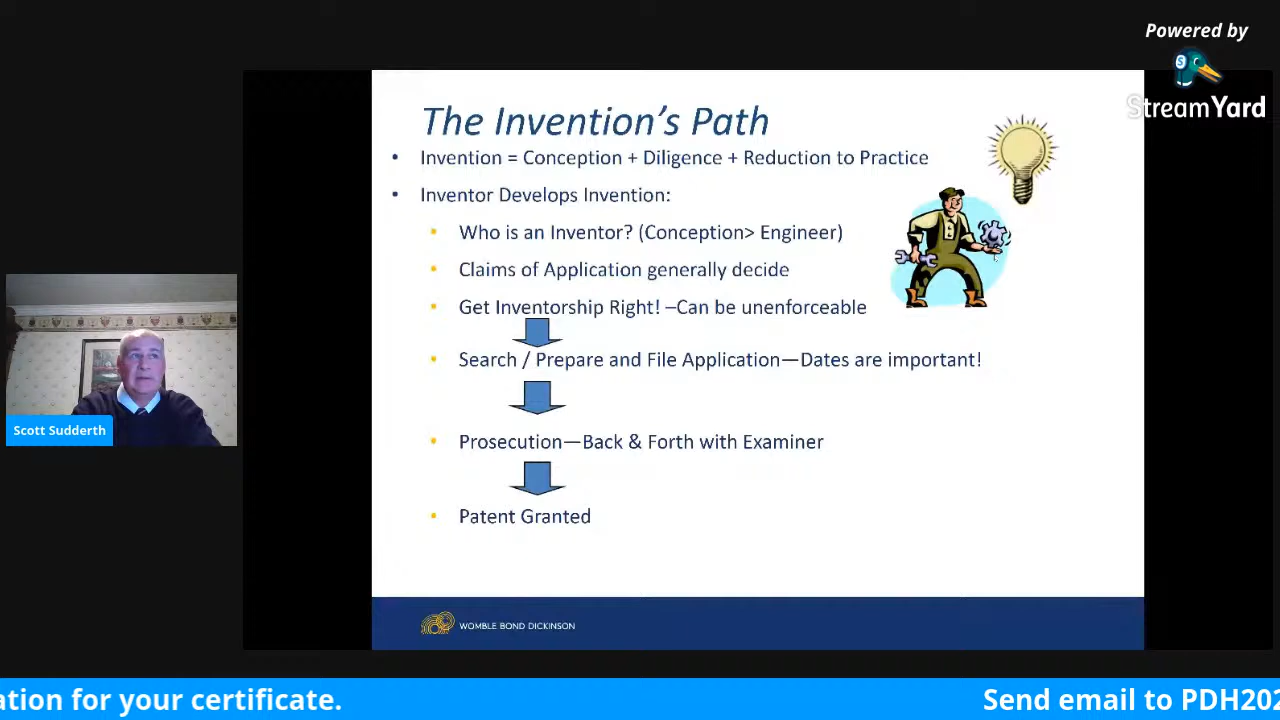 Powered by
S
StreamYard
The Invention's Path
• Invention = Conception + Diligence + Reduction to Practice
• Inventor Develops Invention:
• Who is an Inventor? (Conception> Engineer)
• Claims of Application generally decide
• Get Inventorship Right! –Can be unenforceable
• Search / Prepare and File Application—Dates are important!
• Prosecution—Back & Forth with Examiner
• Patent Granted
WOMBLE BOND DICKINSON
Scott Sudderth
ation for your certificate.
Send email to PDH202